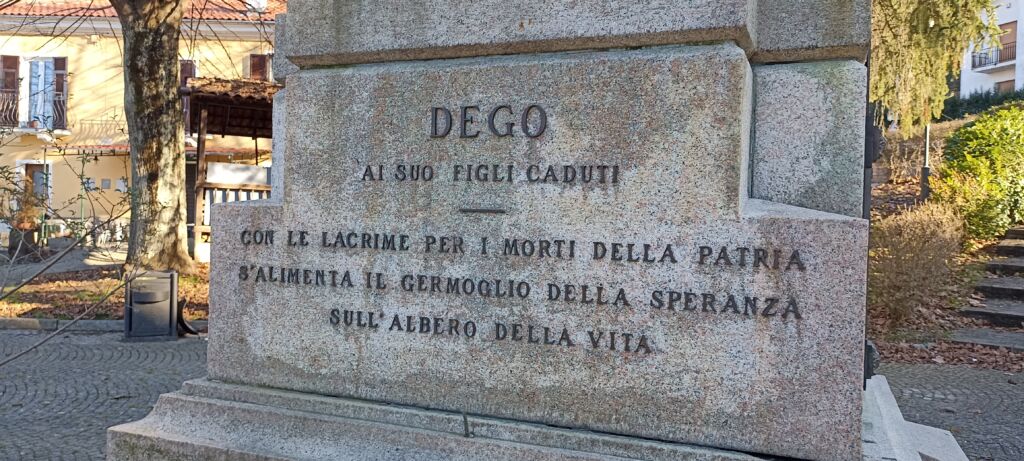 DEGO
AI SUO FIGLI CADUTI
CON LE LACRIME PER I MORTI DELLA PATRIA
S'ALIMENTA IL GERMOGLIO DELLA SPERANZA
SULL'ALBERO DELLA VITA